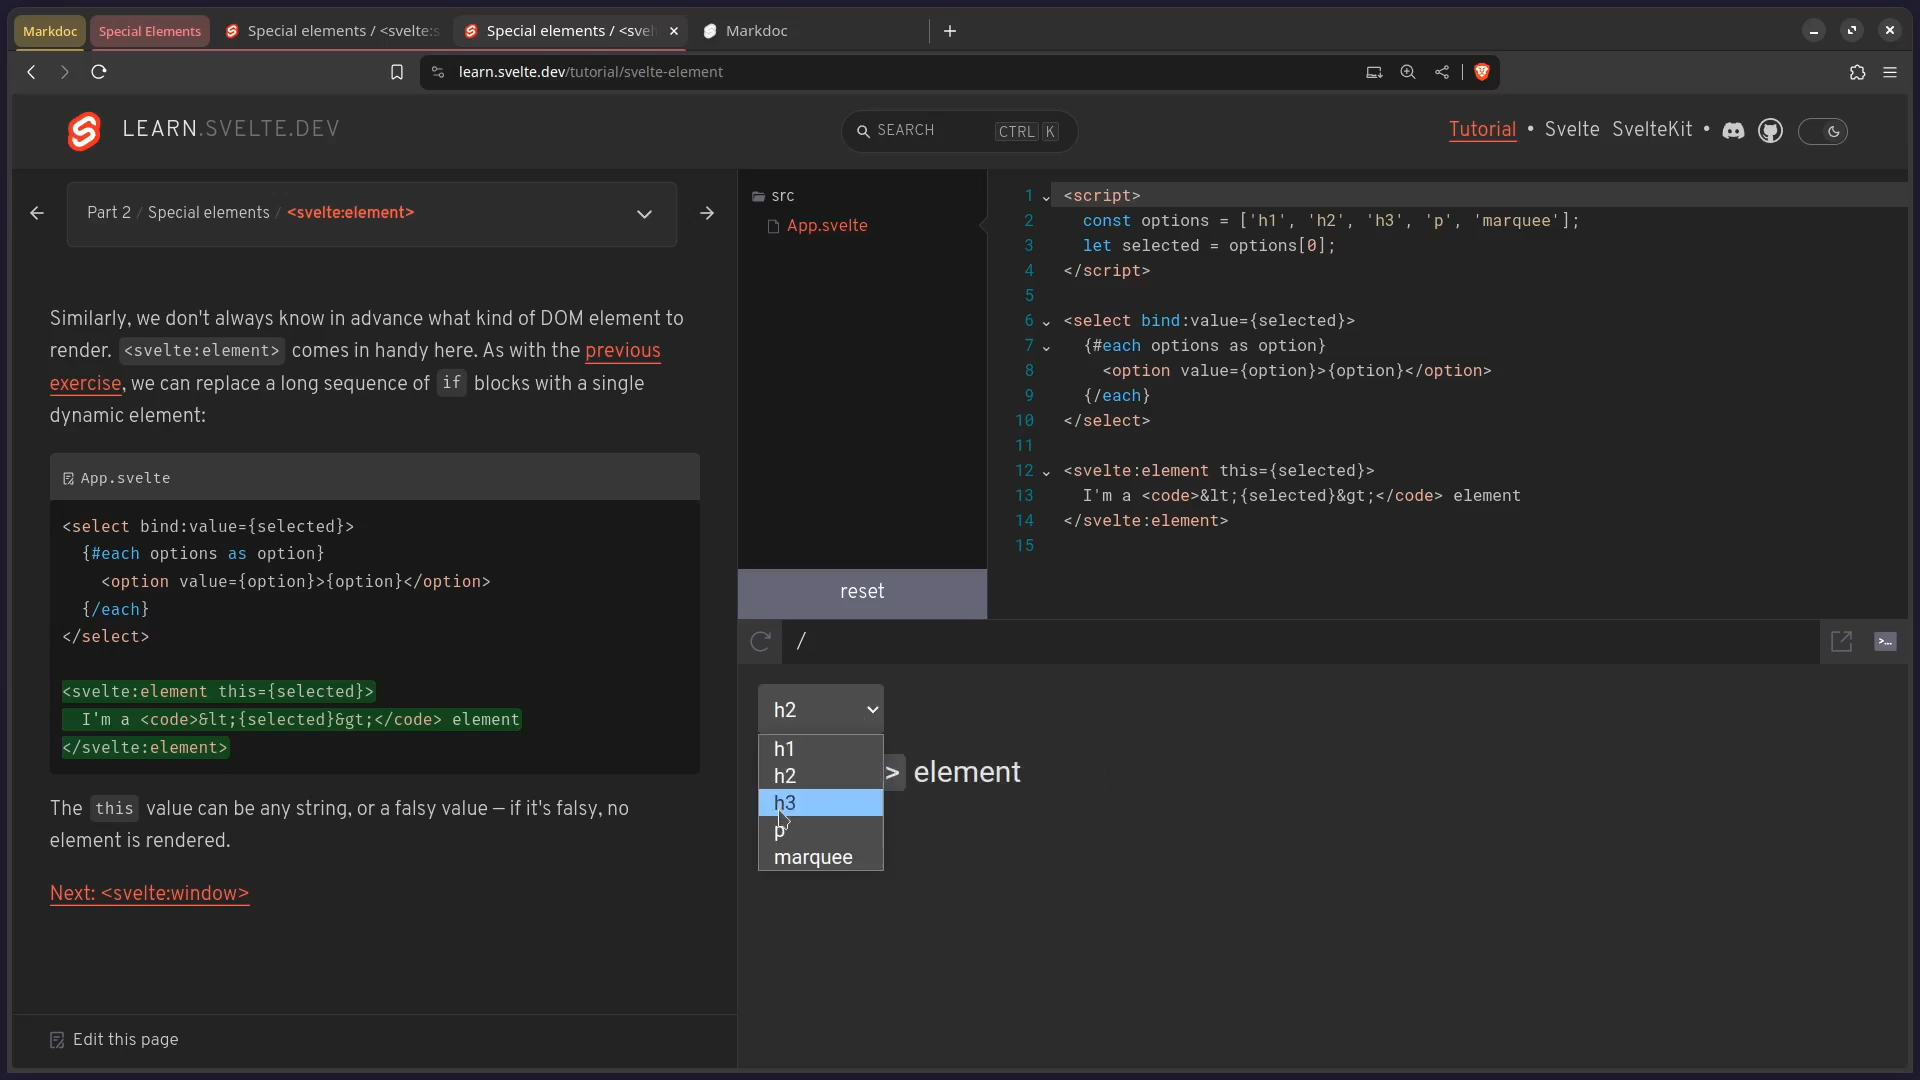 Markdoc
Special Elements
Special elements / <svelte:s
Special elements / <svel
Markdoc
learn.svelte.dev/tutorial/svelte-element
LEARN.SVELTE.DEV
SEARCH CTRL K
Tutorial • Svelte SvelteKit •
Part 2 / Special elements / <svelte:element>
Similarly, we don't always know in advance what kind of DOM element to
render. <svelte:element> comes in handy here. As with the previous
exercise, we can replace a long sequence of if blocks with a single
dynamic element:
App.svelte
<select bind:value={selected}>
  {#each options as option}
    <option value={option}>{option}</option>
  {/each}
</select>
<svelte:element this={selected}>
  I'm a <code>&lt;{selected}&gt;</code> element
</svelte:element>
The this value can be any string, or a falsy value — if it's falsy, no
element is rendered.
Next: <svelte:window>
Edit this page
src
App.svelte
reset
1 <script>
2   const options = ['h1', 'h2', 'h3', 'p', 'marquee'];
3   let selected = options[0];
4 </script>
5
6 <select bind:value={selected}>
7   {#each options as option}
8     <option value={option}>{option}</option>
9   {/each}
10 </select>
11
12 <svelte:element this={selected}>
13   I'm a <code>&lt;{selected}&gt;</code> element
14 </svelte:element>
15
/
h2
h1
h2
h3
p
marquee
> element